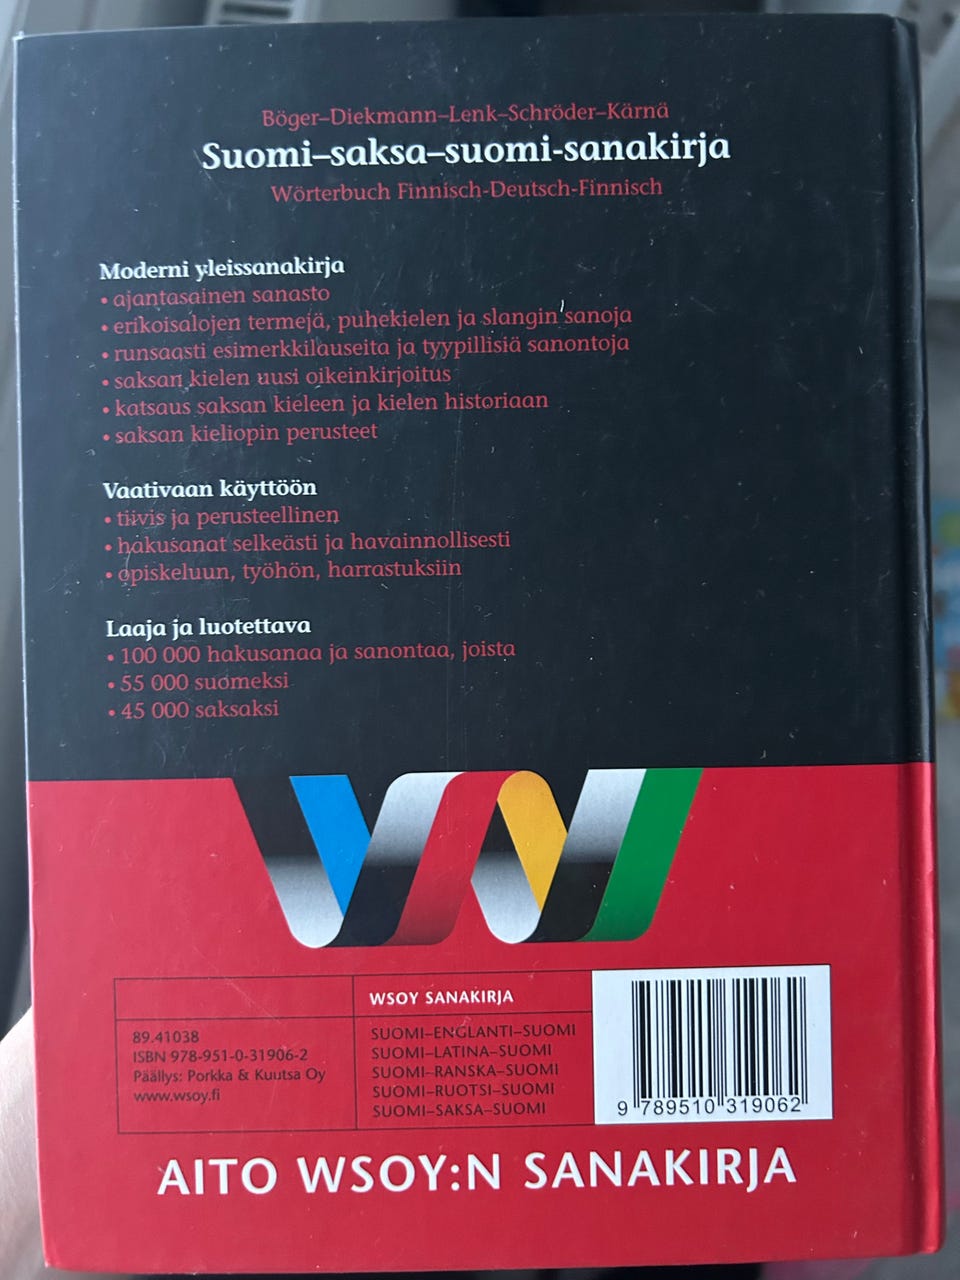 Böger–Diekmann–Lenk–Schröder–Kärnä
Suomi–saksa–suomi-sanakirja
Wörterbuch Finnisch-Deutsch-Finnisch
Moderni yleissanakirja
• ajantasainen sanasto
• erikoisalojen termejä, puhekielen ja slangin sanoja
• runsaasti esimerkkilauseita ja tyypillisiä sanontoja
• saksan kielen uusi oikeinkirjoitus
• katsaus saksan kieleen ja kielen historiaan
• saksan kieliopin perusteet
Vaativaan käyttöön
• tiivis ja perusteellinen
• hakusanat selkeästi ja havainnollisesti
• opiskeluun, työhön, harrastuksiin
Laaja ja luotettava
• 100 000 hakusanaa ja sanontaa, joista
• 55 000 suomeksi
• 45 000 saksaksi
89.41038
ISBN 978-951-0-31906-2
Päällys: Porkka & Kuutsa Oy
www.wsoy.fi
WSOY SANAKIRJA
SUOMI–ENGLANTI–SUOMI
SUOMI–LATINA–SUOMI
SUOMI–RANSKA–SUOMI
SUOMI–RUOTSI–SUOMI
SUOMI–SAKSA–SUOMI
9 789510 319062
AITO WSOY:N SANAKIRJA